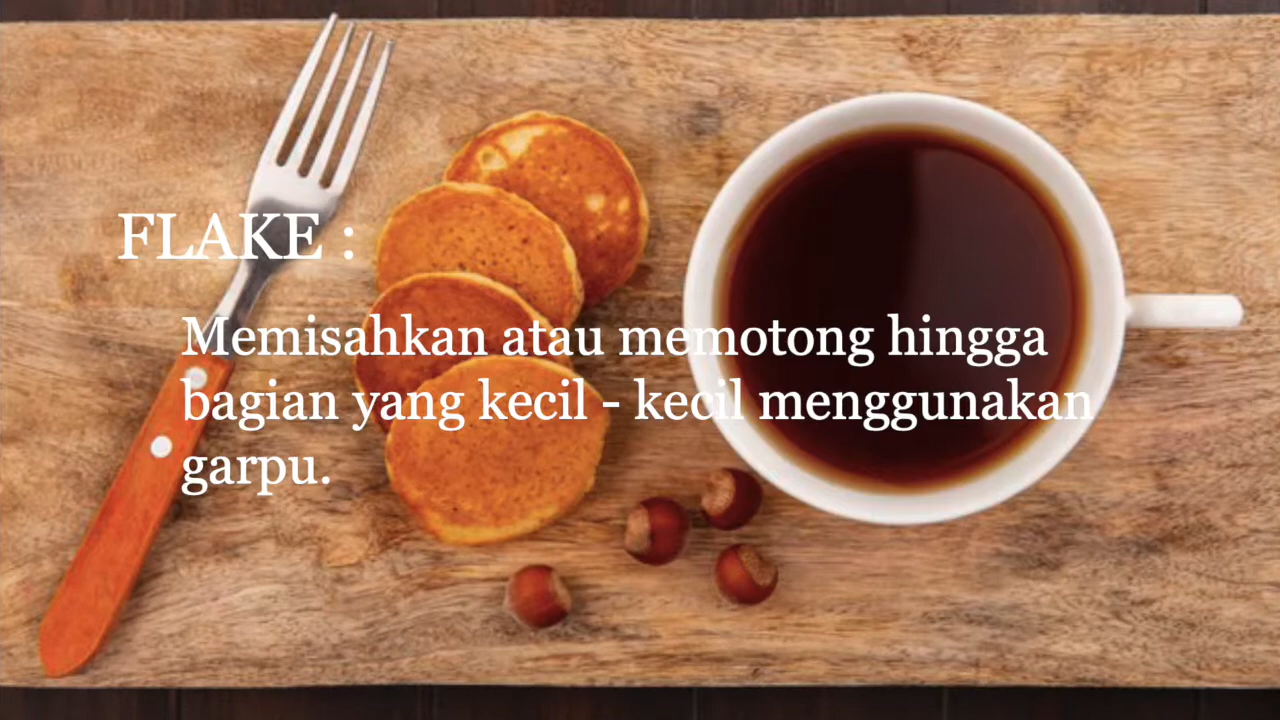 FLAKE :
Memisahkan atau memotong hingga
bagian yang kecil - kecil menggunakan
garpu.